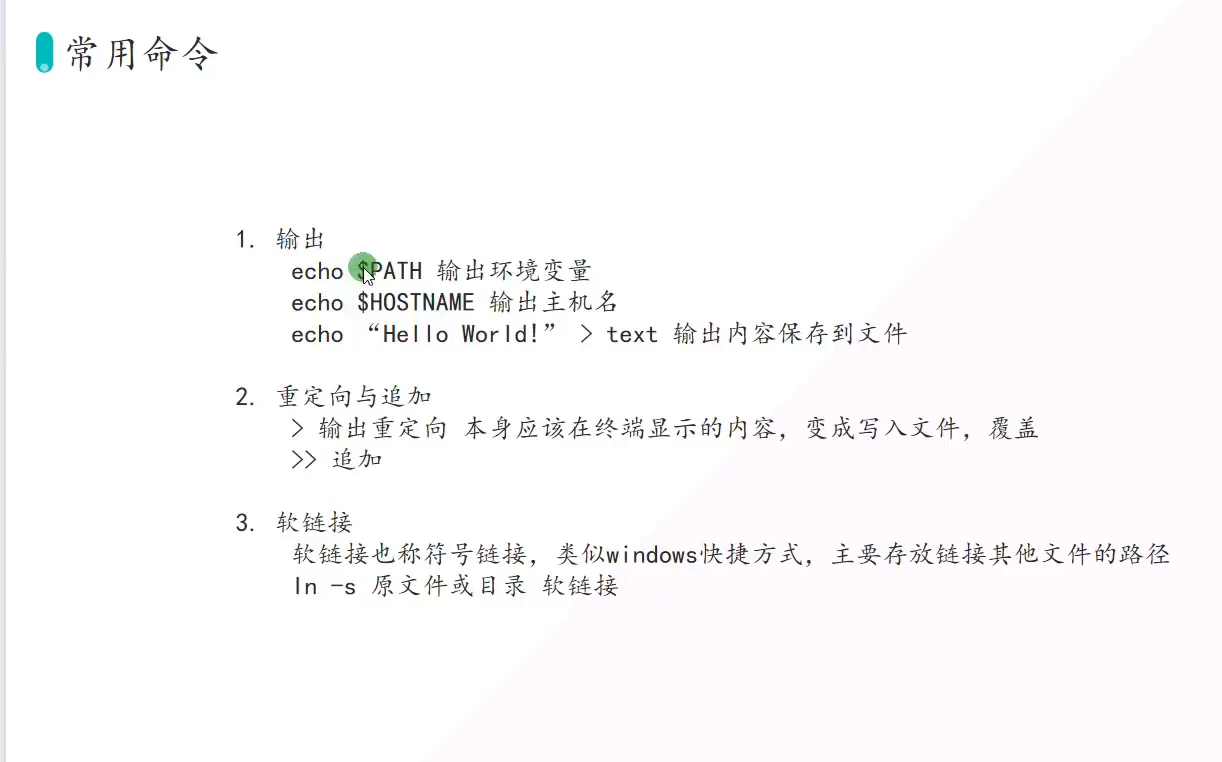 常用命令
1. 输出
echo $PATH 输出环境变量
echo $HOSTNAME 输出主机名
echo “Hello World!” > text 输出内容保存到文件
2. 重定向与追加
> 输出重定向 本身应该在终端显示的内容，变成写入文件，覆盖
>> 追加
3. 软链接
软链接也称符号链接，类似windows快捷方式，主要存放链接其他文件的路径
ln -s 原文件或目录 软链接